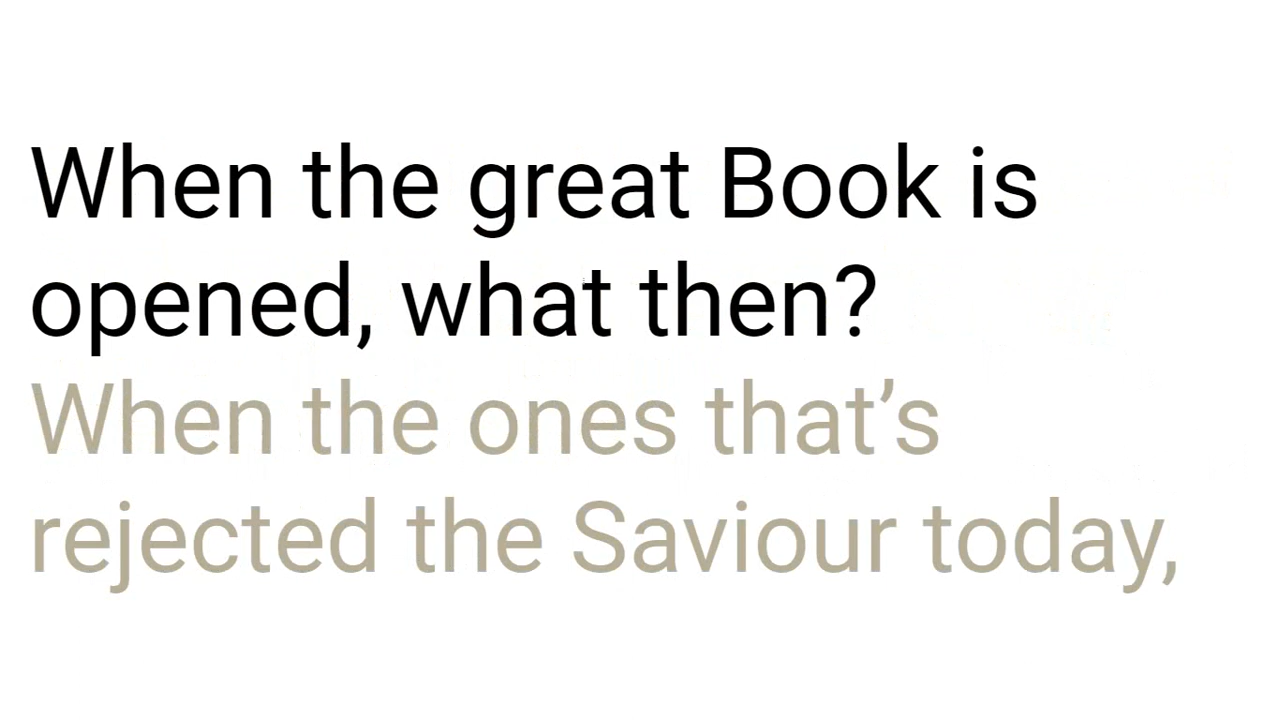 When the great Book is
opened, what then?
When the ones that’s
rejected the Saviour today,